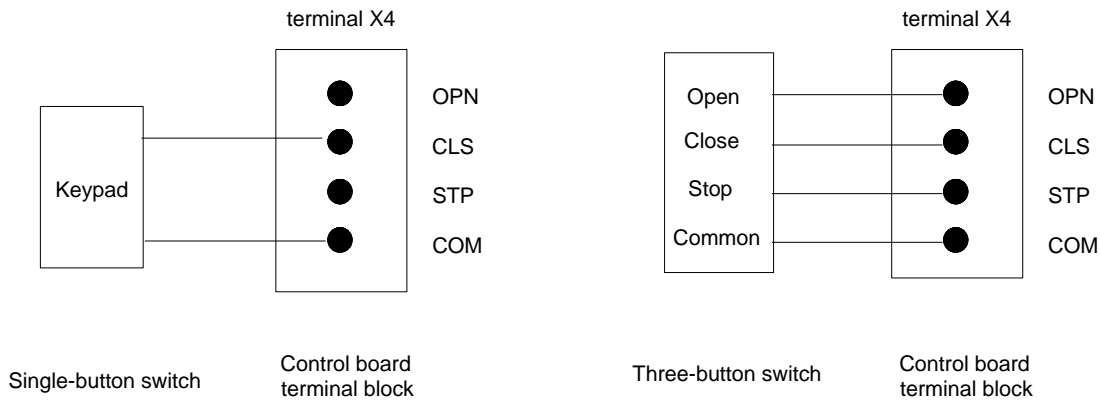 terminal X4
OPN
CLS
STP
COM
Keypad
Single-button switch
Control board
terminal block
terminal X4
Open
Close
Stop
Common
OPN
CLS
STP
COM
Three-button switch
Control board
terminal block